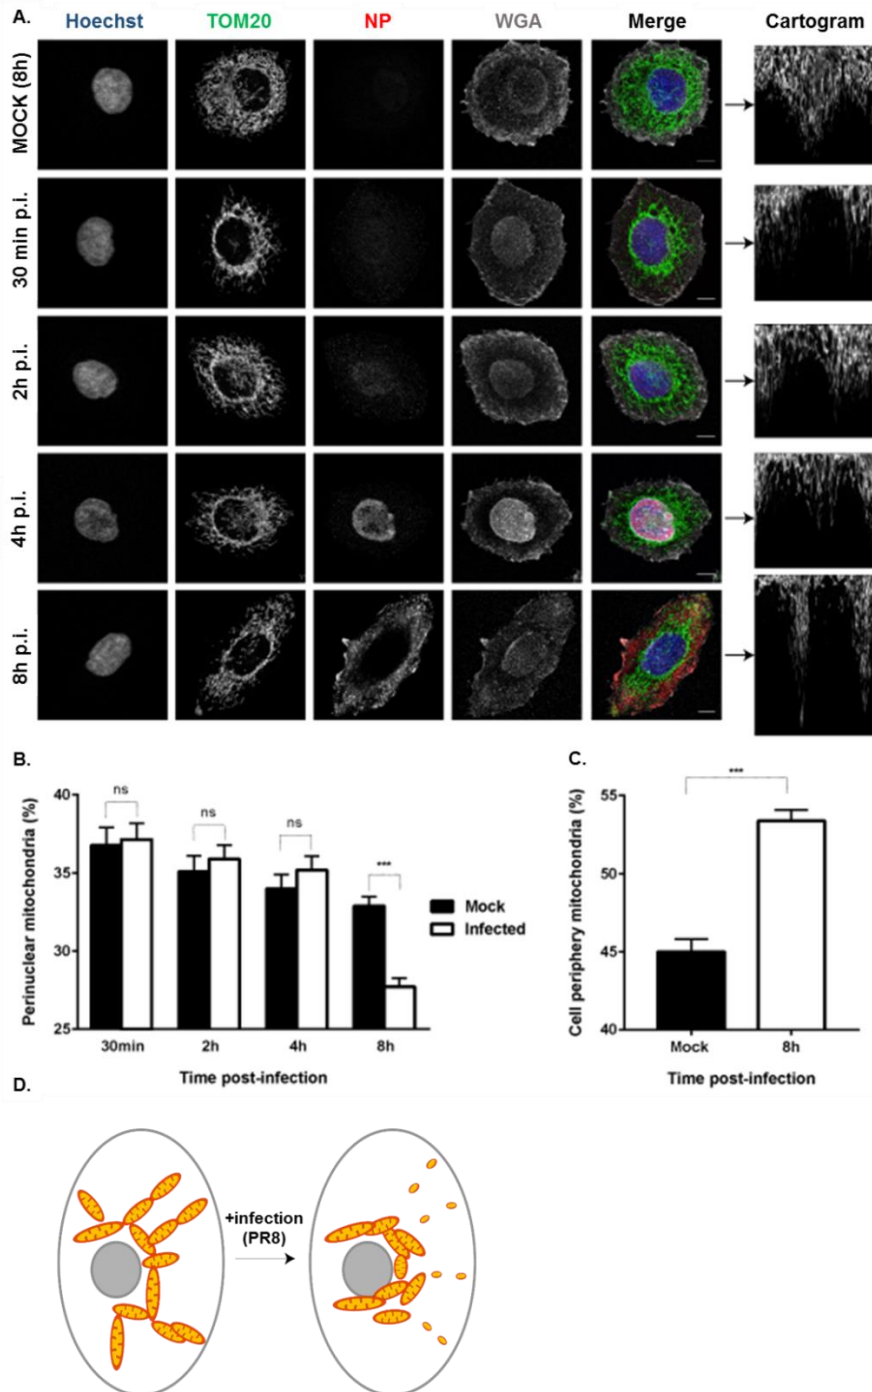 A.
Hoechst TOM20 NP WGA Merge Cartogram
MOCK (8h)
30 min p.i.
2h p.i.
4h p.i.
8h p.i.
B.
Perinuclear mitochondria (%)
40
35
30
25
ns
ns
ns
***
30min 2h 4h 8h
Time post-infection
Mock
Infected
C.
Cell periphery mitochondria (%)
55
50
45
40
***
Mock 8h
Time post-infection
D.
+infection
(PR8)